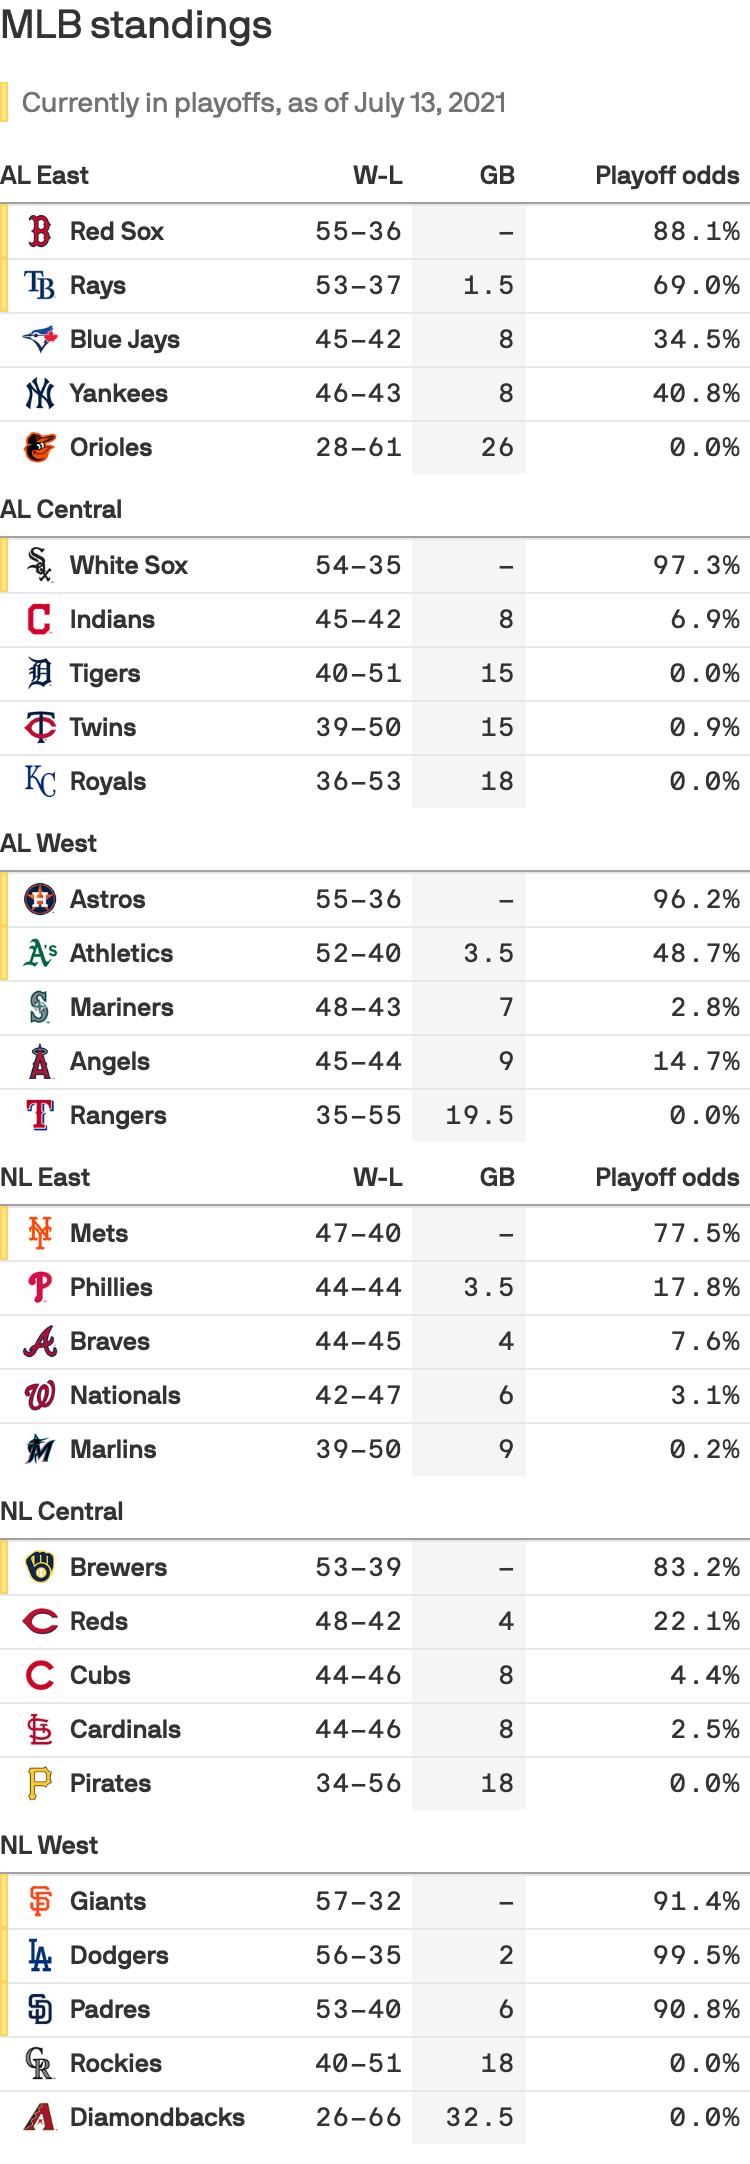 MLB standings
Currently in playoffs, as of July 13, 2021
AL East W-L GB Playoff odds
B Red Sox 55–36 – 88.1%
TB Rays 53–37 1.5 69.0%
Blue Jays 45–42 8 34.5%
NY Yankees 46–43 8 40.8%
Orioles 28–61 26 0.0%
AL Central
Sox White Sox 54–35 – 97.3%
C Indians 45–42 8 6.9%
D Tigers 40–51 15 0.0%
TC Twins 39–50 15 0.9%
KC Royals 36–53 18 0.0%
AL West
H Astros 55–36 – 96.2%
A's Athletics 52–40 3.5 48.7%
S Mariners 48–43 7 2.8%
A Angels 45–44 9 14.7%
T Rangers 35–55 19.5 0.0%
NL East W-L GB Playoff odds
NY Mets 47–40 – 77.5%
P Phillies 44–44 3.5 17.8%
A Braves 44–45 4 7.6%
W Nationals 42–47 6 3.1%
M Marlins 39–50 9 0.2%
NL Central
Brewers 53–39 – 83.2%
C Reds 48–42 4 22.1%
C Cubs 44–46 8 4.4%
STL Cardinals 44–46 8 2.5%
P Pirates 34–56 18 0.0%
NL West
SF Giants 57–32 – 91.4%
LA Dodgers 56–35 2 99.5%
SD Padres 53–40 6 90.8%
CR Rockies 40–51 18 0.0%
A Diamondbacks 26–66 32.5 0.0%